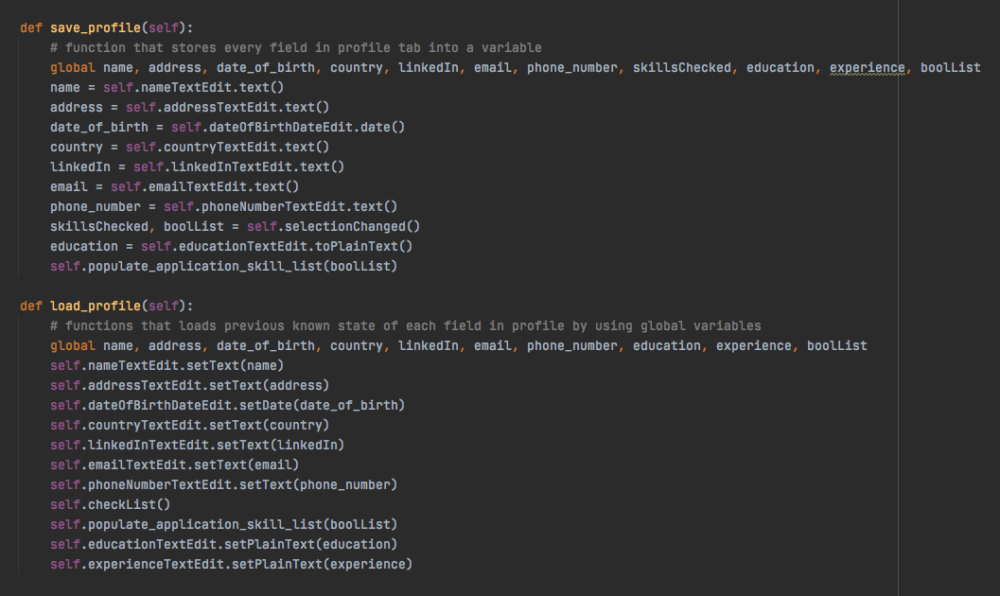 def save_profile(self):
    # function that stores every field in profile tab into a variable
    global name, address, date_of_birth, country, linkedIn, email, phone_number, skillsChecked, education, experience, boolList
    name = self.nameTextEdit.text()
    address = self.addressTextEdit.text()
    date_of_birth = self.dateOfBirthDateEdit.date()
    country = self.countryTextEdit.text()
    linkedIn = self.linkedInTextEdit.text()
    email = self.emailTextEdit.text()
    phone_number = self.phoneNumberTextEdit.text()
    skillsChecked, boolList = self.selectionChanged()
    education = self.educationTextEdit.toPlainText()
    self.populate_application_skill_list(boolList)

def load_profile(self):
    # functions that loads previous known state of each field in profile by using global variables
    global name, address, date_of_birth, country, linkedIn, email, phone_number, education, experience, boolList
    self.nameTextEdit.setText(name)
    self.addressTextEdit.setText(address)
    self.dateOfBirthDateEdit.setDate(date_of_birth)
    self.countryTextEdit.setText(country)
    self.linkedInTextEdit.setText(linkedIn)
    self.emailTextEdit.setText(email)
    self.phoneNumberTextEdit.setText(phone_number)
    self.checkList()
    self.populate_application_skill_list(boolList)
    self.educationTextEdit.setPlainText(education)
    self.experienceTextEdit.setPlainText(experience)